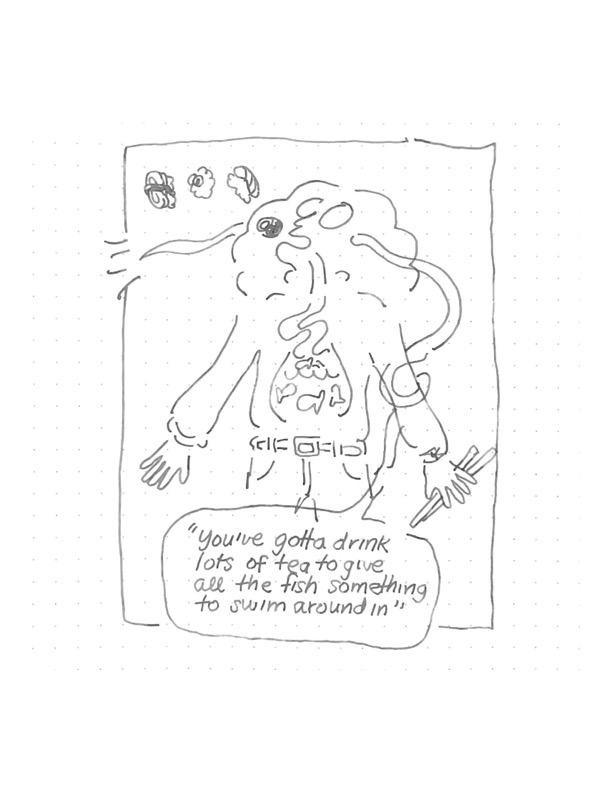 "You've gotta drink
lots of tea to give
all the fish something
to swim around in"